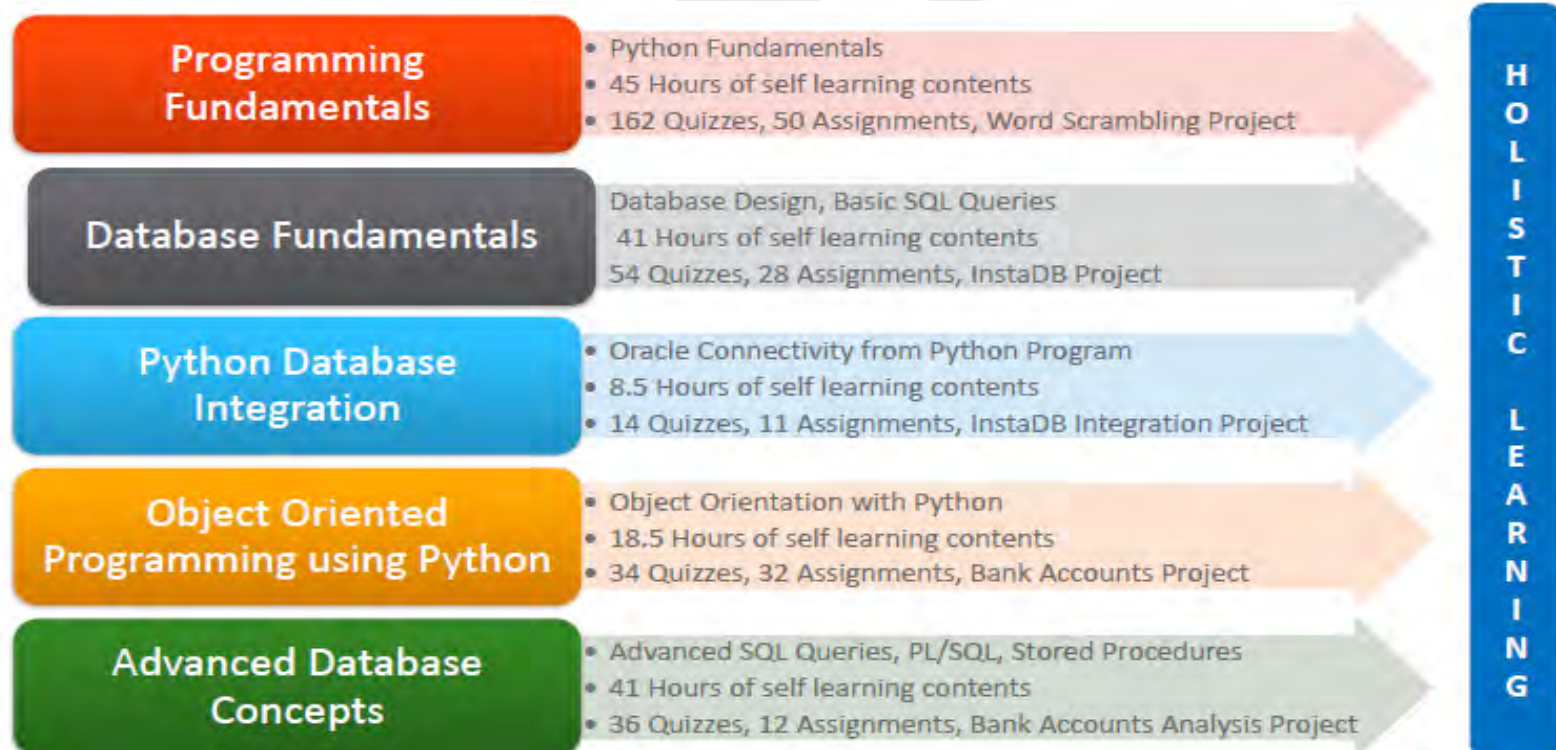 Programming
Fundamentals
• Python Fundamentals
• 45 Hours of self learning contents
• 162 Quizzes, 50 Assignments, Word Scrambling Project
Database Fundamentals
Database Design, Basic SQL Queries
41 Hours of self learning contents
54 Quizzes, 28 Assignments, InstaDB Project
Python Database
Integration
• Oracle Connectivity from Python Program
• 8.5 Hours of self learning contents
• 14 Quizzes, 11 Assignments, InstaDB Integration Project
Object Oriented
Programming using Python
• Object Orientation with Python
• 18.5 Hours of self learning contents
• 34 Quizzes, 32 Assignments, Bank Accounts Project
Advanced Database
Concepts
• Advanced SQL Queries, PL/SQL, Stored Procedures
• 41 Hours of self learning contents
• 36 Quizzes, 12 Assignments, Bank Accounts Analysis Project
HOLISTIC LEARNING